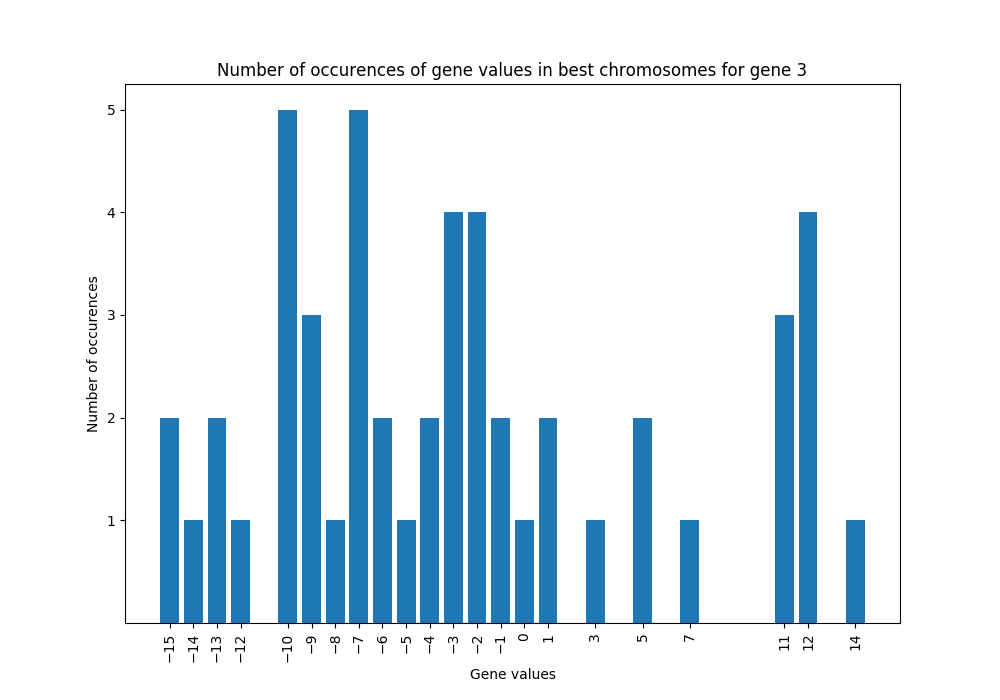 Number of occurences of gene values in best chromosomes for gene 3
Number of occurences
5
4
3
2
1
−15 −14 −13 −12 −10 −9 −8 −7 −6 −5 −4 −3 −2 −1 0 1 3 5 7 11 12 14
Gene values